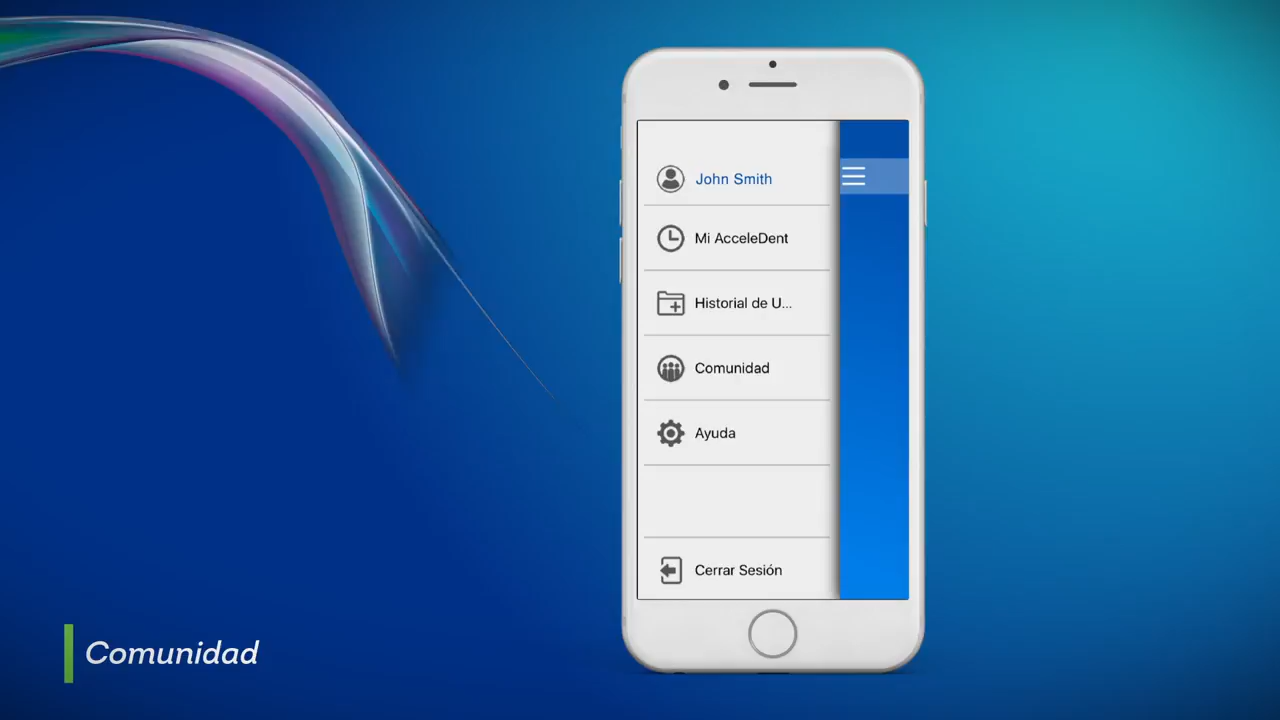 John Smith
Mi AcceleDent
Historial de U...
Comunidad
Ayuda
Cerrar Sesión
Comunidad